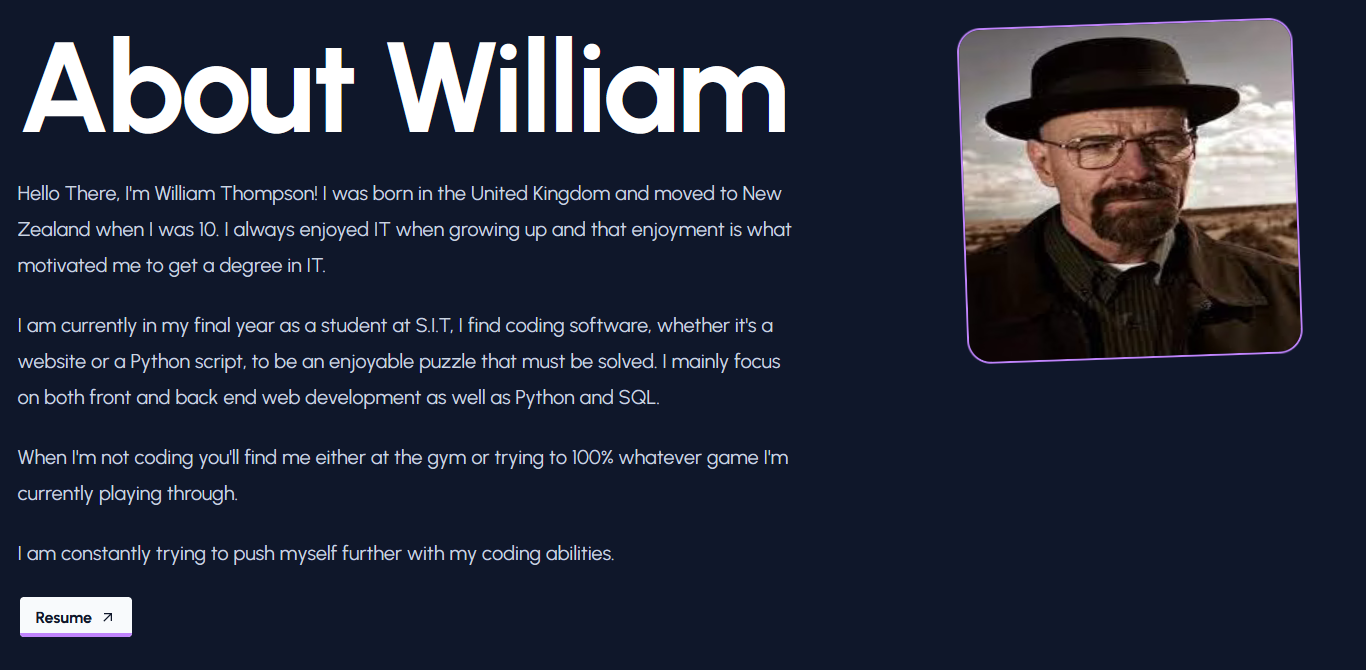 About William
Hello There, I'm William Thompson! I was born in the United Kingdom and moved to New
Zealand when I was 10. I always enjoyed IT when growing up and that enjoyment is what
motivated me to get a degree in IT.
I am currently in my final year as a student at S.I.T, I find coding software, whether it's a
website or a Python script, to be an enjoyable puzzle that must be solved. I mainly focus
on both front and back end web development as well as Python and SQL.
When I'm not coding you'll find me either at the gym or trying to 100% whatever game I'm
currently playing through.
I am constantly trying to push myself further with my coding abilities.
Resume